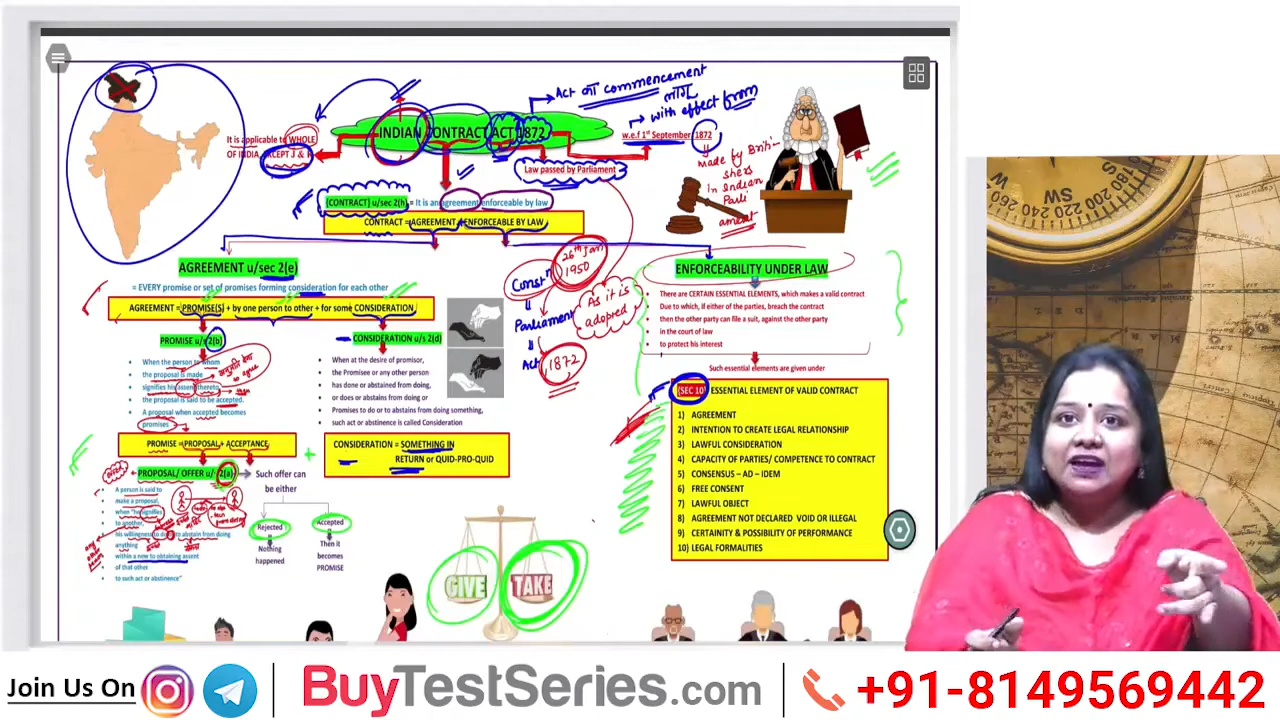 Act का commencement
लागू
with effect from
INDIAN CONTRACT ACT 1872
w.e.f 1st September, 1872
It is applicable to WHOLE
OF INDIA, EXCEPT J & K
Law passed by Parliament
made by Briti-
shers
in Indian
Parli
ament
{CONTRACT} u/sec 2(h) = It is an agreement enforceable by law
CONTRACT = AGREEMENT + ENFORCEABLE BY LAW
AGREEMENT u/sec 2(e)
= EVERY promise or set of promises forming consideration for each other
AGREEMENT = PROMISE(S) + by one person to other + for some CONSIDERATION
PROMISE u/s 2(b)
• When the person to whom
• the proposal is made
• signifies his assent thereto
• the proposal is said to be accepted.
• A proposal when accepted becomes
promises
to agree
PROMISE = PROPOSAL + ACCEPTANCE
+
PROPOSAL/ OFFER u/s 2(a)
• A person is said to
• make a proposal,
• when "he signifies
• to another,
• his willingness to do or to abstain from doing
• anything
• within a new to obtaining assent
• of that other
• to such act or abstinence"
Such offer can
be either
Rejected
Nothing
happened
Accepted
Then it
becomes
PROMISE
CONSIDERATION u/s 2(d)
• When at the desire of promisor,
• the Promisee or any other person
• has done or abstained from doing,
• or does or abstains from doing or
• Promises to do or to abstains from doing something,
• such act or abstinence is called Consideration
CONSIDERATION = SOMETHING IN
RETURN or QUID-PRO-QUID
GIVE
TAKE
26th Jan
1950
Constn
Parliament
Act 1872
As it is
adopted
ENFORCEABILITY UNDER LAW
• There are CERTAIN ESSENTIAL ELEMENTS, which makes a valid contract
• Due to which, if either of the parties, breach the contract
• then the other party can file a suit, against the other party
• in the court of law
• to protect his interest
Such essential elements are given under
{SEC 10} ESSENTIAL ELEMENT OF VALID CONTRACT
1) AGREEMENT
2) INTENTION TO CREATE LEGAL RELATIONSHIP
3) LAWFUL CONSIDERATION
4) CAPACITY OF PARTIES/ COMPETENCE TO CONTRACT
5) CONSENSUS – AD – IDEM
6) FREE CONSENT
7) LAWFUL OBJECT
8) AGREEMENT NOT DECLARED VOID OR ILLEGAL
9) CERTAINITY & POSSIBILITY OF PERFORMANCE
10) LEGAL FORMALITIES
SW
S
SE
Join Us On
BuyTestSeries.com
+91-8149569442